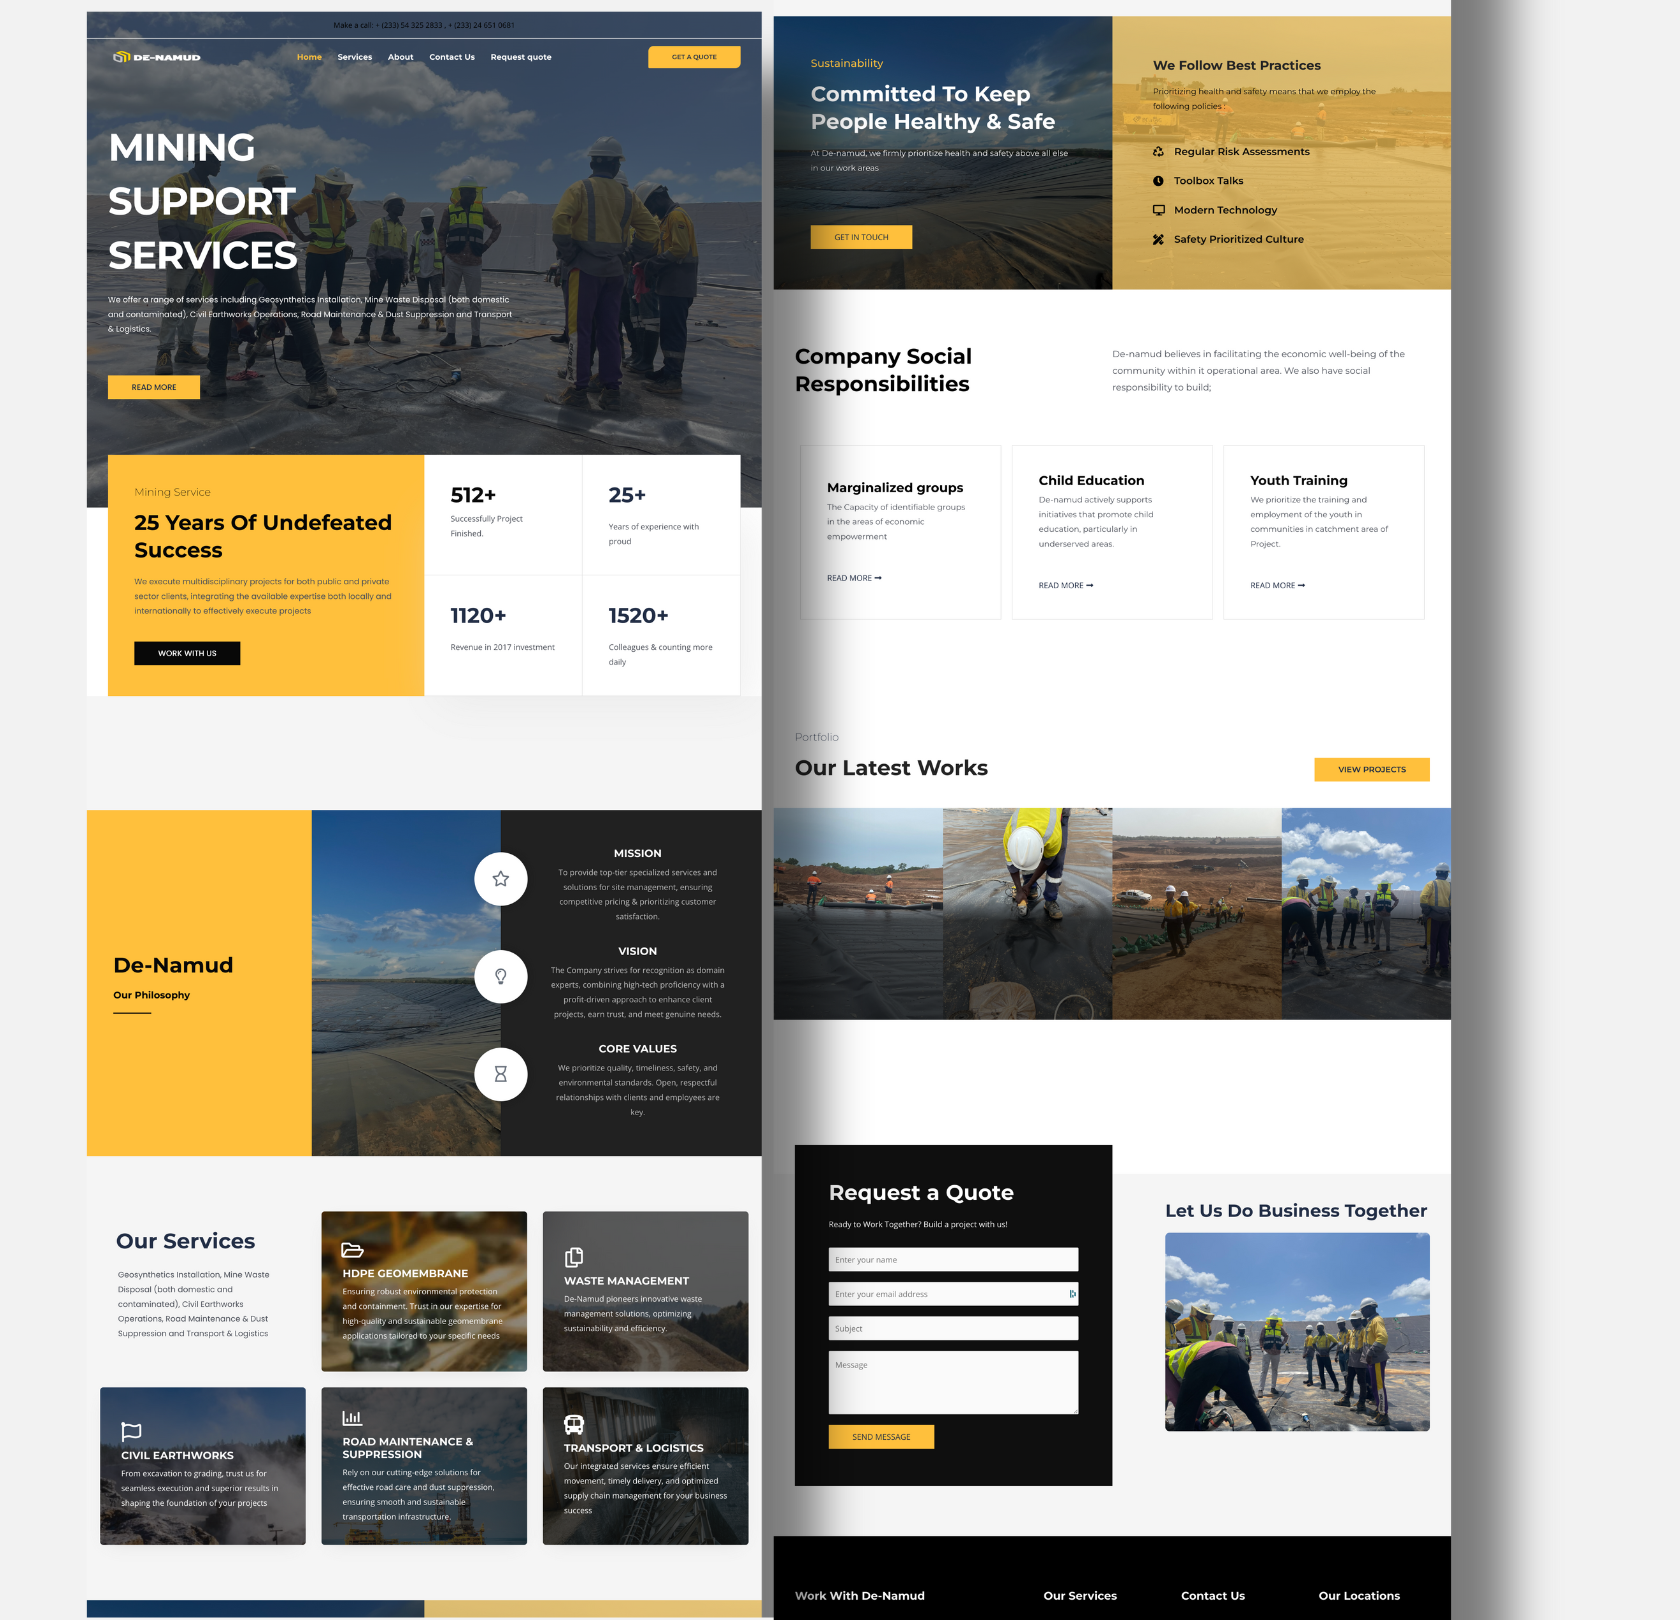 Make a call: + (233) 54 325 2833 , + (233) 24 651 0681
DE-NAMUD
Home
Services
About
Contact Us
Request quote
GET A QUOTE
MINING
SUPPORT
SERVICES
We offer a range of services including Geosynthetics Installation, Mine Waste Disposal (both domestic
and contaminated), Civil Earthworks Operations, Road Maintenance & Dust Suppression and Transport
& Logistics.
READ MORE
Mining Service
25 Years Of Undefeated
Success
We execute multidisciplinary projects for both public and private
sector clients, integrating the available expertise both locally and
internationally to effectively execute projects
WORK WITH US
512+
Successfully Project
Finished.
25+
Years of experience with
proud
1120+
Revenue in 2017 investment
1520+
Colleagues & counting more
daily
De-Namud
Our Philosophy
MISSION
To provide top-tier specialized services and
solutions for site management, ensuring
competitive pricing & prioritizing customer
satisfaction.
VISION
The Company strives for recognition as domain
experts, combining high-tech proficiency with a
profit-driven approach to enhance client
projects, earn trust, and meet genuine needs.
CORE VALUES
We prioritize quality, timeliness, safety, and
environmental standards. Open, respectful
relationships with clients and employees are
key.
Our Services
Geosynthetics Installation, Mine Waste
Disposal (both domestic and
contaminated), Civil Earthworks
Operations, Road Maintenance & Dust
Suppression and Transport & Logistics
HDPE GEOMEMBRANE
Ensuring robust environmental protection
and containment. Trust in our expertise for
high-quality and sustainable geomembrane
applications tailored to your specific needs
WASTE MANAGEMENT
De-Namud pioneers innovative waste
management solutions, optimizing
sustainability and efficiency.
CIVIL EARTHWORKS
From excavation to grading, trust us for
seamless execution and superior results in
shaping the foundation of your projects
ROAD MAINTENANCE &
SUPPRESSION
Rely on our cutting-edge solutions for
effective road care and dust suppression,
ensuring smooth and sustainable
transportation infrastructure.
TRANSPORT & LOGISTICS
Our integrated services ensure efficient
movement, timely delivery, and optimized
supply chain management for your business
success
Sustainability
Committed To Keep
People Healthy & Safe
At De-namud, we firmly prioritize health and safety above all else
in our work areas
GET IN TOUCH
We Follow Best Practices
Prioritizing health and safety means that we employ the
following policies :
Regular Risk Assessments
Toolbox Talks
Modern Technology
Safety Prioritized Culture
Company Social
Responsibilities
De-namud believes in facilitating the economic well-being of the
community within it operational area. We also have social
responsibility to build;
Marginalized groups
The Capacity of identifiable groups
in the areas of economic
empowerment
READ MORE ➞
Child Education
De-namud actively supports
initiatives that promote child
education, particularly in
underserved areas.
READ MORE ➞
Youth Training
We prioritize the training and
employment of the youth in
communities in catchment area of
Project.
READ MORE ➞
Portfolio
Our Latest Works
VIEW PROJECTS
Request a Quote
Ready to Work Together? Build a project with us!
Enter your name
Enter your email address
Subject
Message
SEND MESSAGE
Let Us Do Business Together
Work With De-Namud
Our Services
Contact Us
Our Locations